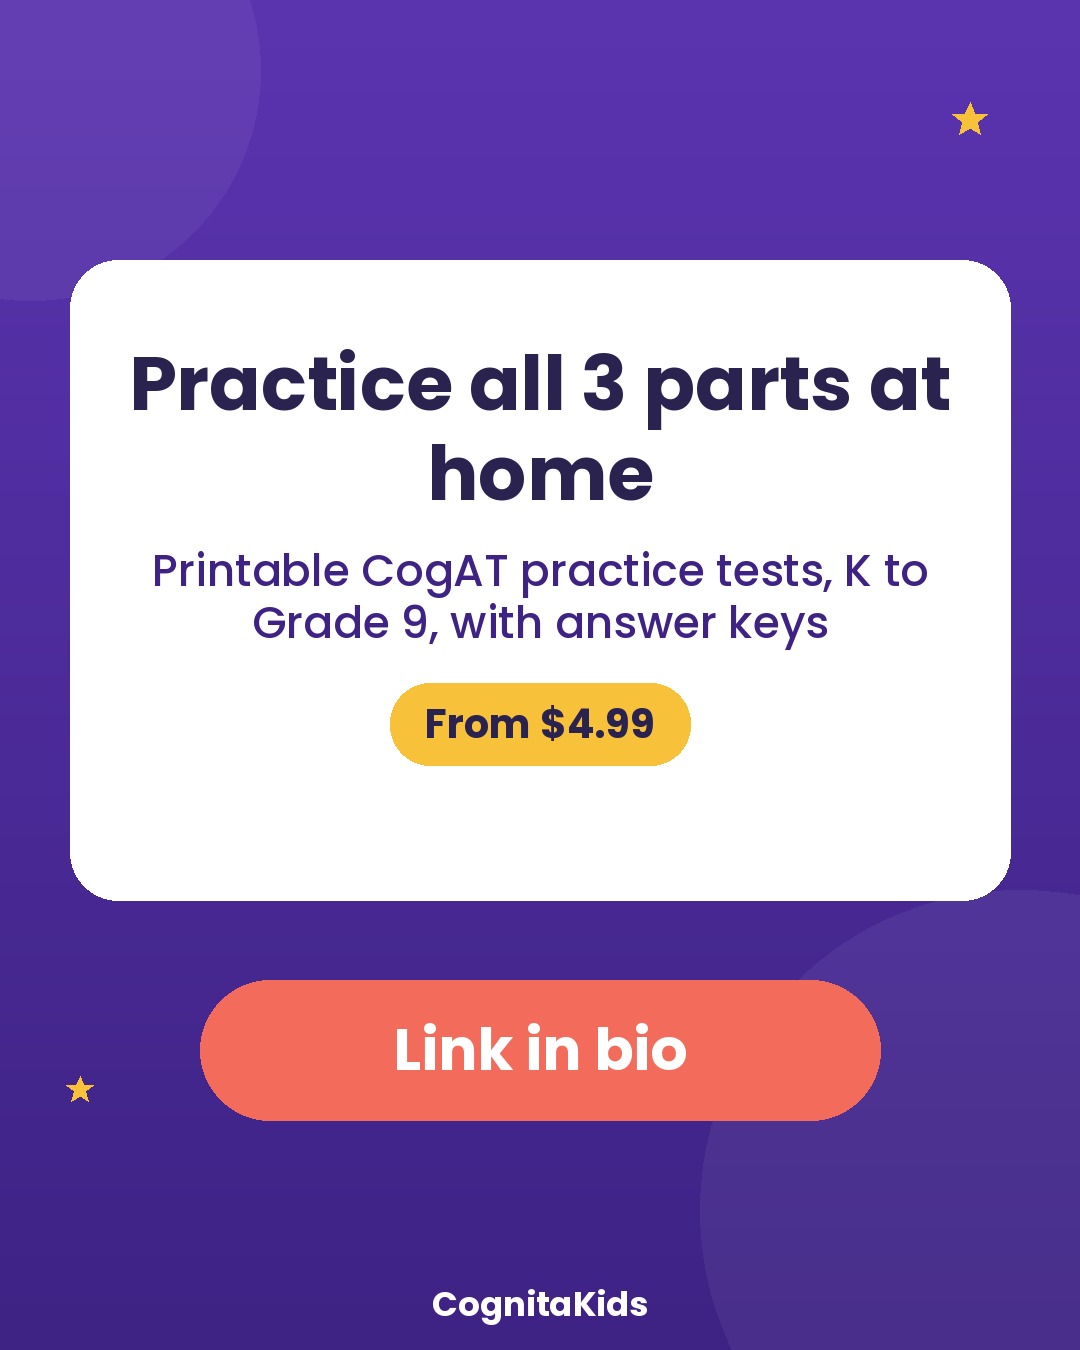 Practice all 3 parts at
home
Printable CogAT practice tests, K to
Grade 9, with answer keys
From $4.99
Link in bio
CognitaKids